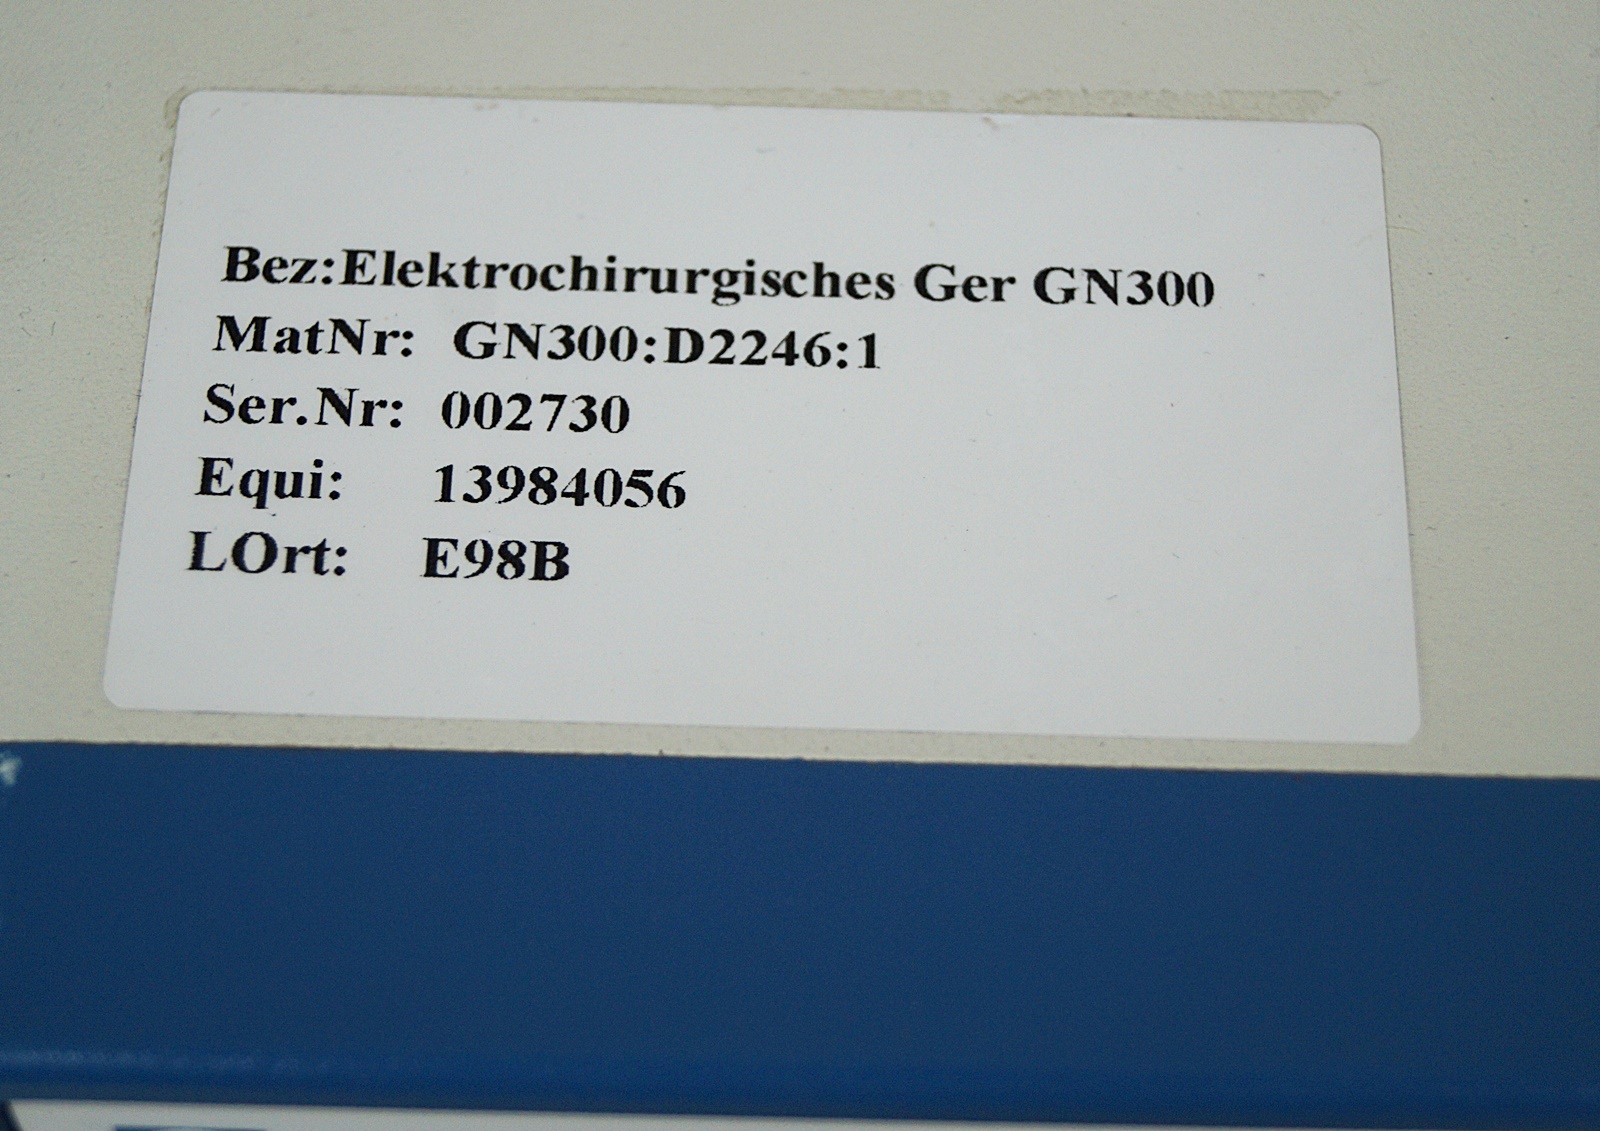 Bez:Elektrochirurgisches Ger GN300
MatNr: GN300:D2246:1
Ser.Nr: 002730
Equi: 13984056
LOrt: E98B